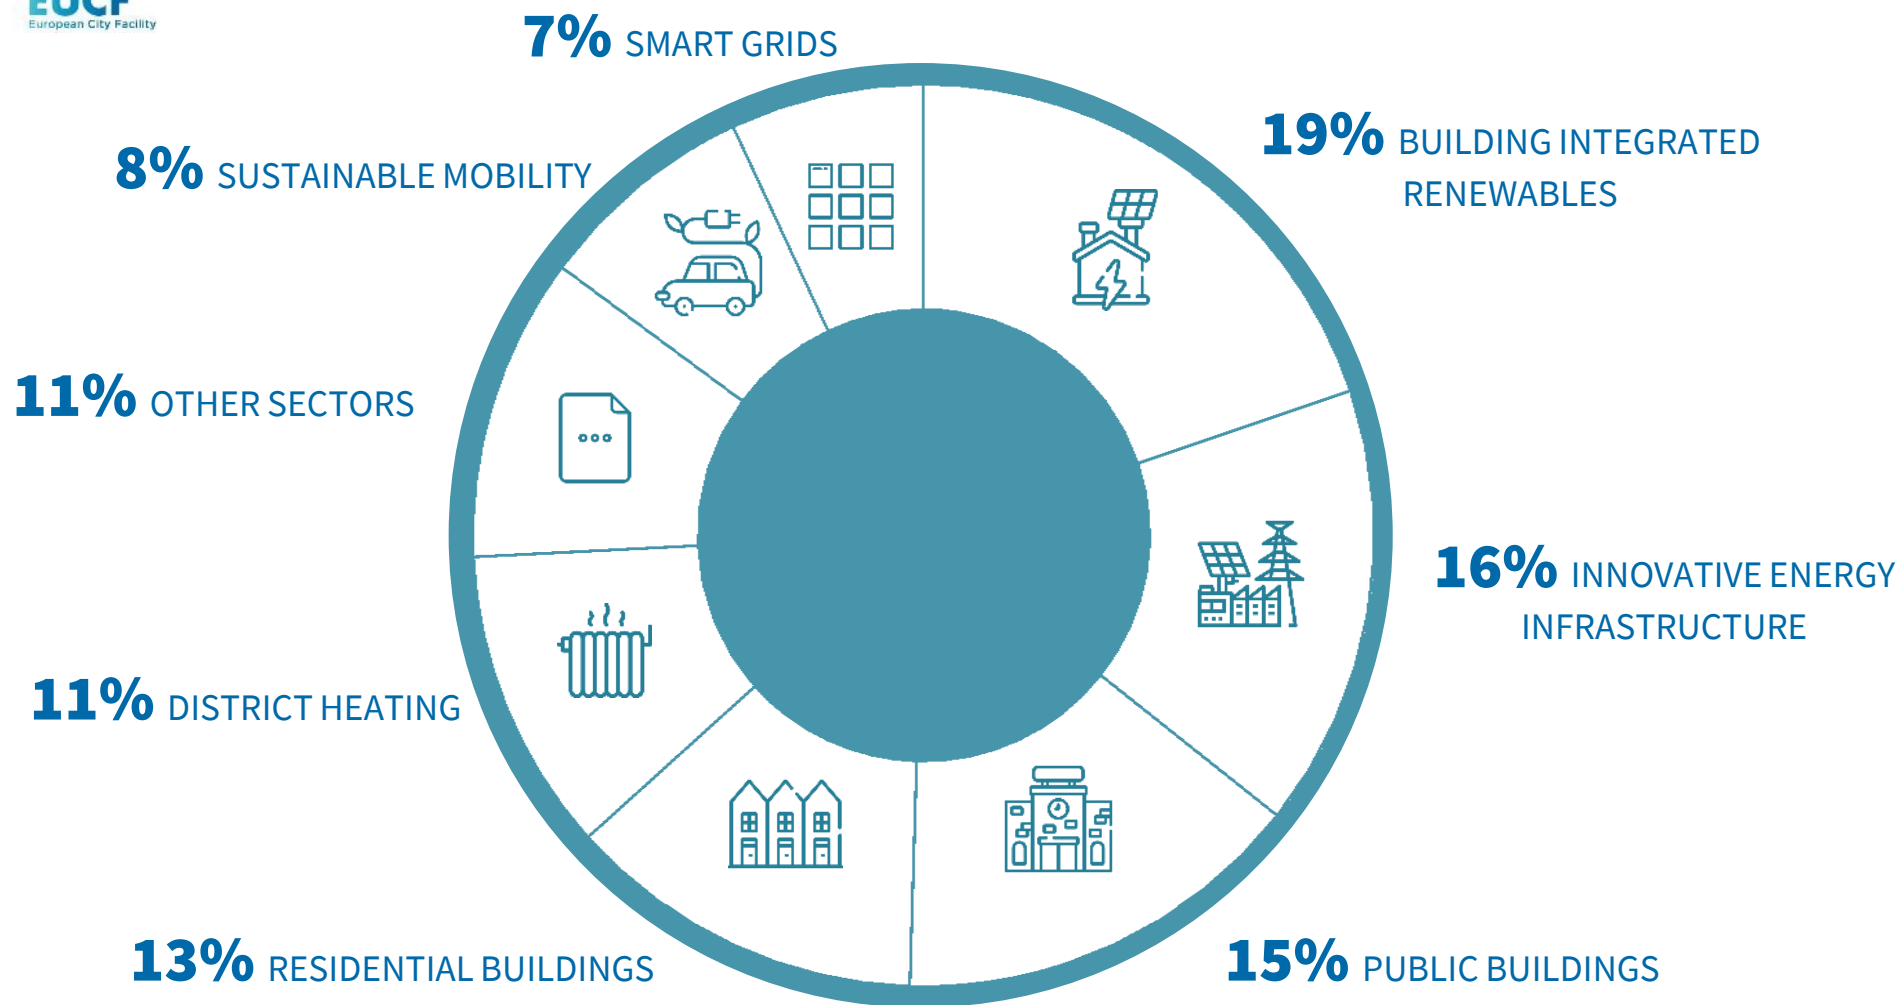 EUCF
European City Facility
7% SMART GRIDS
19% BUILDING INTEGRATED
RENEWABLES
8% SUSTAINABLE MOBILITY
11% OTHER SECTORS
16% INNOVATIVE ENERGY
INFRASTRUCTURE
11% DISTRICT HEATING
13% RESIDENTIAL BUILDINGS
15% PUBLIC BUILDINGS